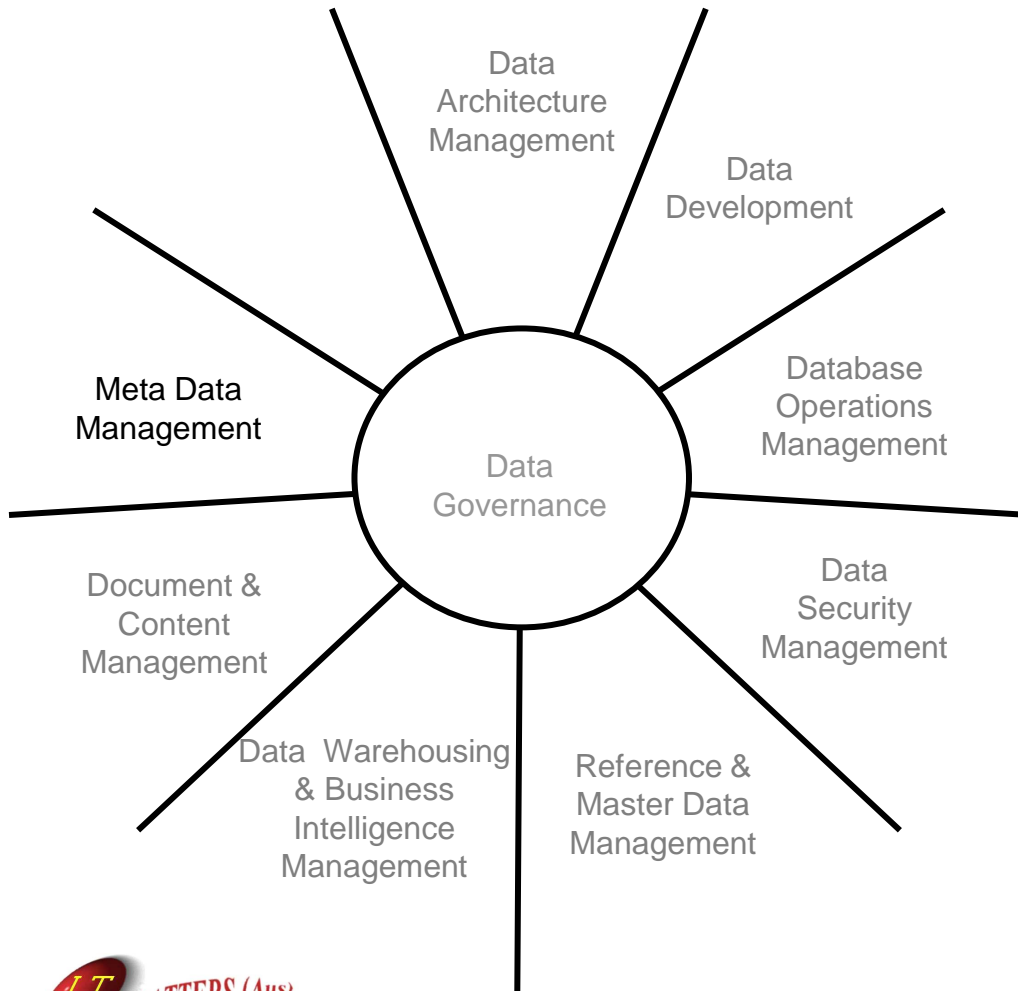 Data
Architecture
Management
Data
Development
Database
Operations
Management
Meta Data
Management
Data
Governance
Document &
Content
Management
Data
Security
Management
Data Warehousing
& Business
Intelligence
Management
Reference &
Master Data
Management
I.T.
(Aus)